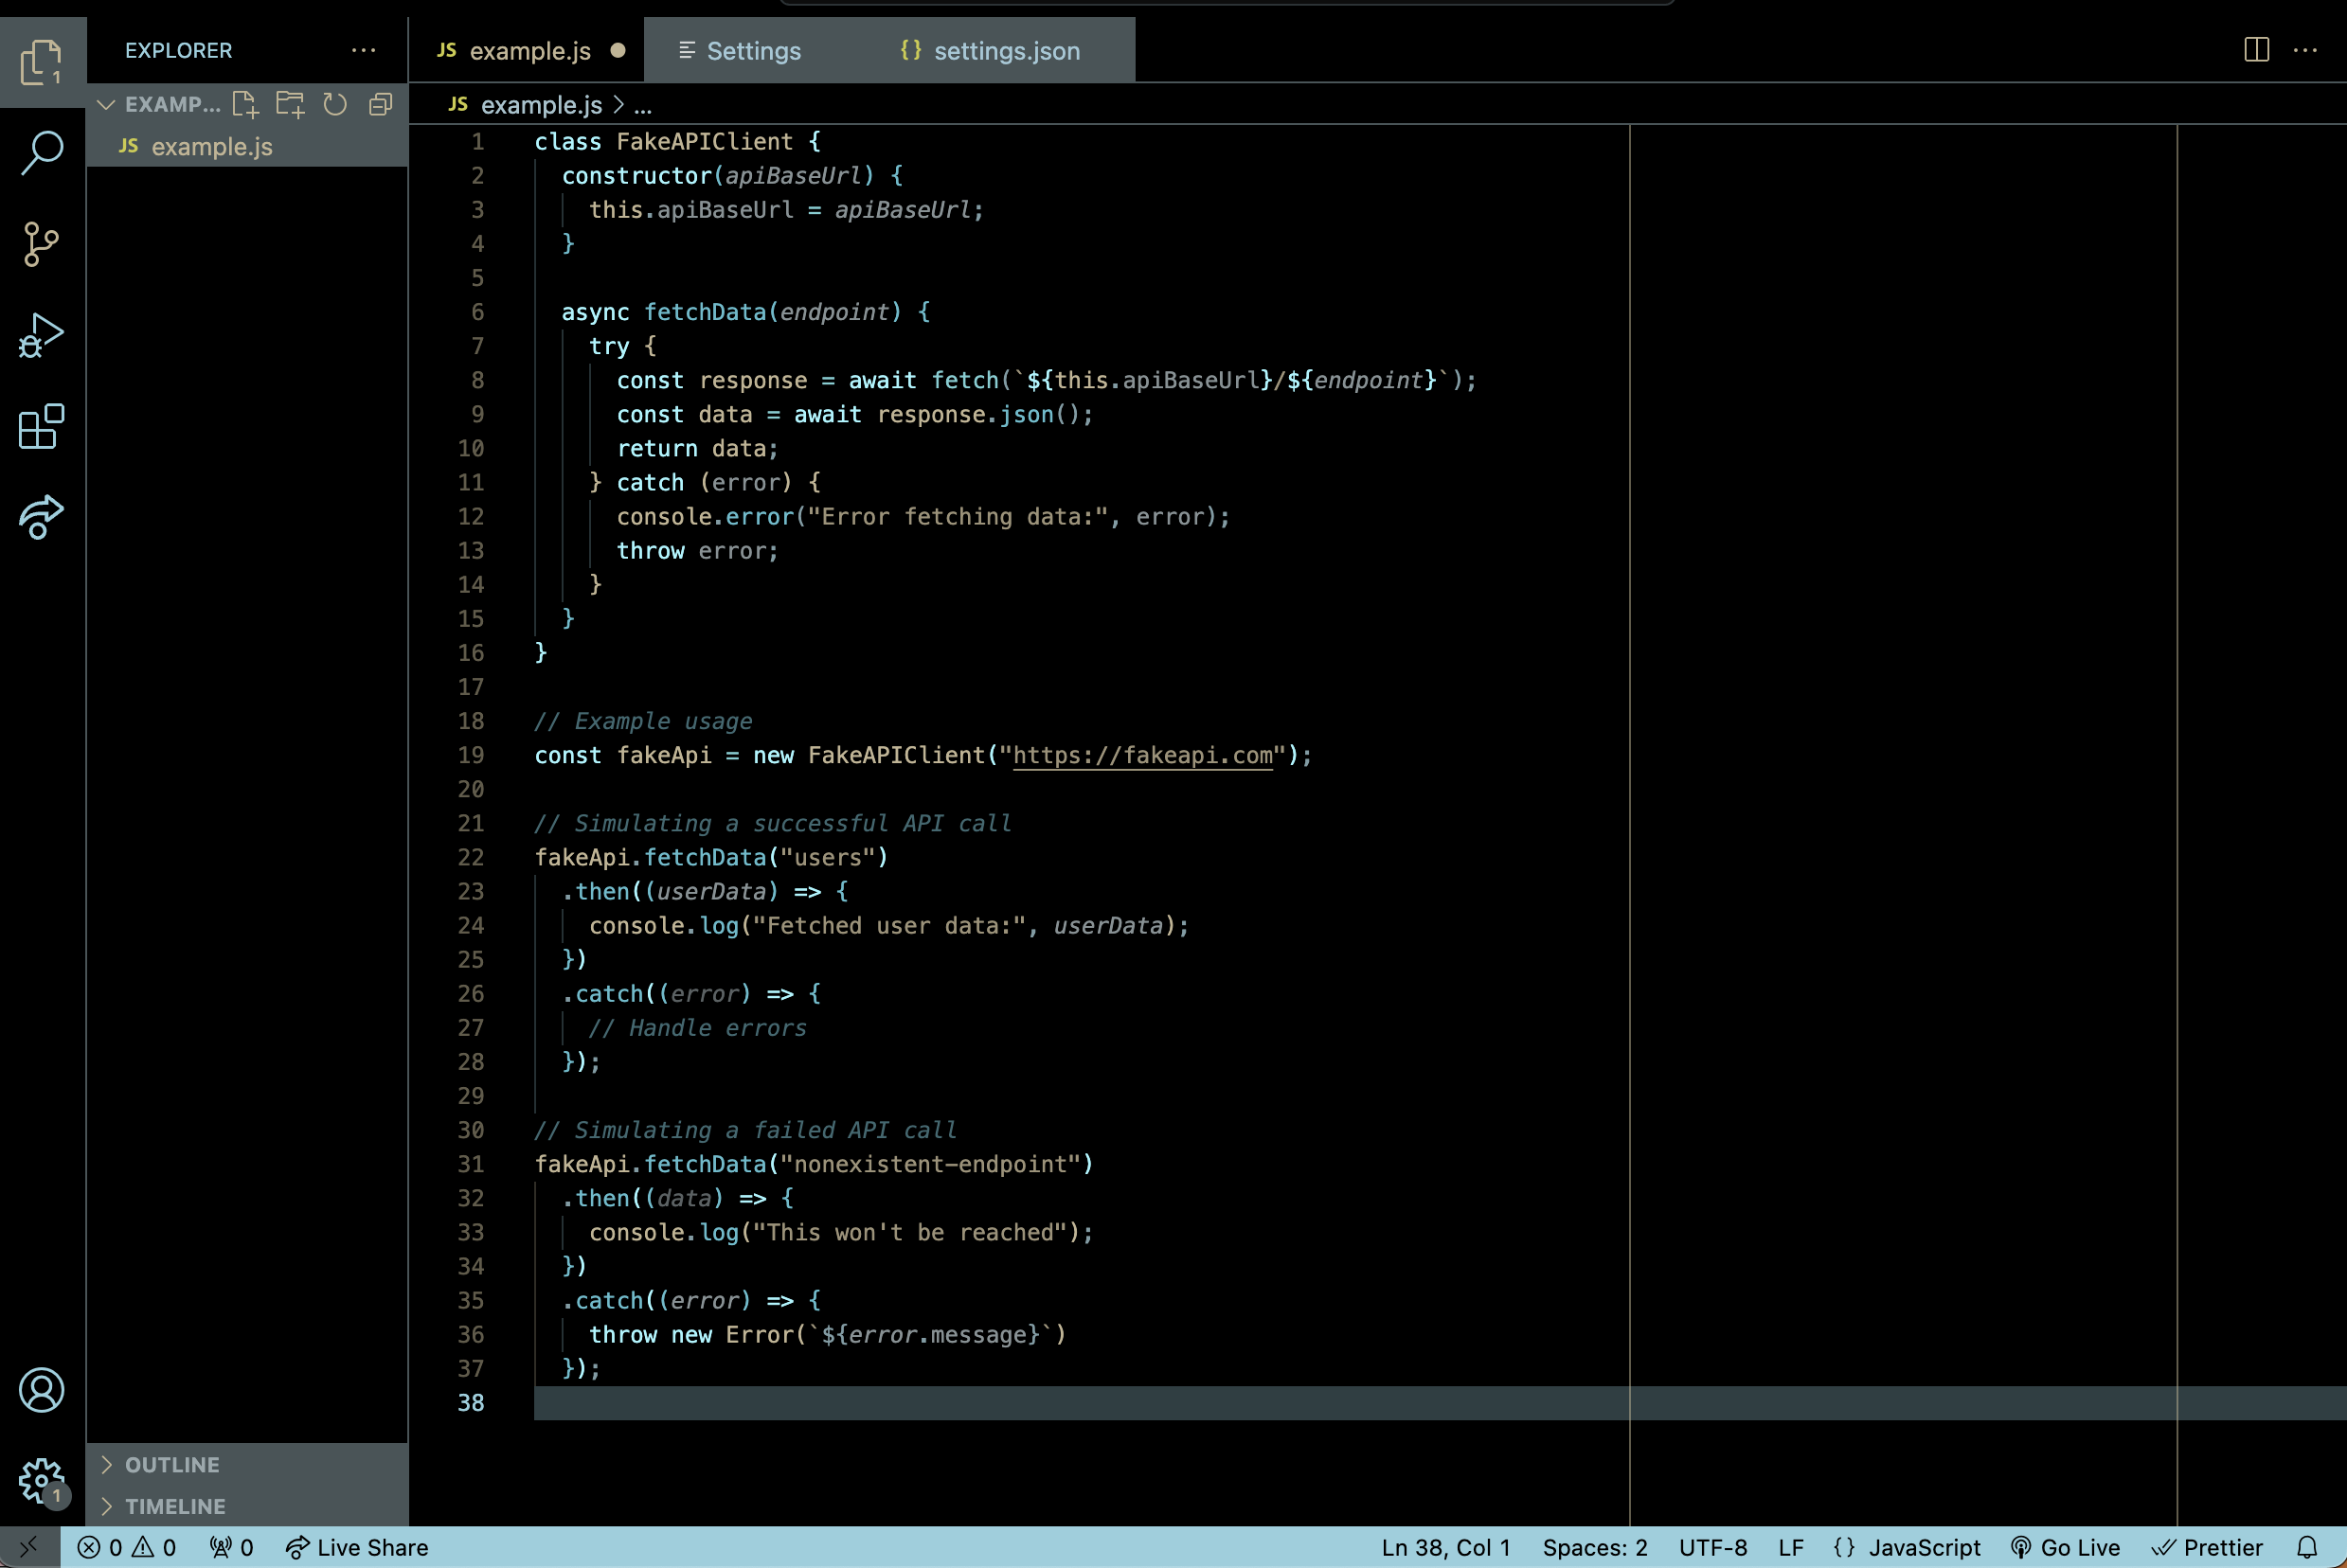 EXPLORER ···
JS example.js ●
Settings
{} settings.json
···
1
EXAMP...
JS example.js
JS example.js > ...
1 class FakeAPIClient {
2   constructor(apiBaseUrl) {
3     this.apiBaseUrl = apiBaseUrl;
4   }
5
6   async fetchData(endpoint) {
7     try {
8       const response = await fetch(`${this.apiBaseUrl}/${endpoint}`);
9       const data = await response.json();
10       return data;
11     } catch (error) {
12       console.error("Error fetching data:", error);
13       throw error;
14     }
15   }
16 }
17
18 // Example usage
19 const fakeApi = new FakeAPIClient("https://fakeapi.com");
20
21 // Simulating a successful API call
22 fakeApi.fetchData("users")
23   .then((userData) => {
24     console.log("Fetched user data:", userData);
25   })
26   .catch((error) => {
27     // Handle errors
28   });
29
30 // Simulating a failed API call
31 fakeApi.fetchData("nonexistent-endpoint")
32   .then((data) => {
33     console.log("This won't be reached");
34   })
35   .catch((error) => {
36     throw new Error(`${error.message}`)
37   });
38
OUTLINE
TIMELINE
1
0 0 0 Live Share
Ln 38, Col 1 Spaces: 2 UTF-8 LF {} JavaScript Go Live Prettier